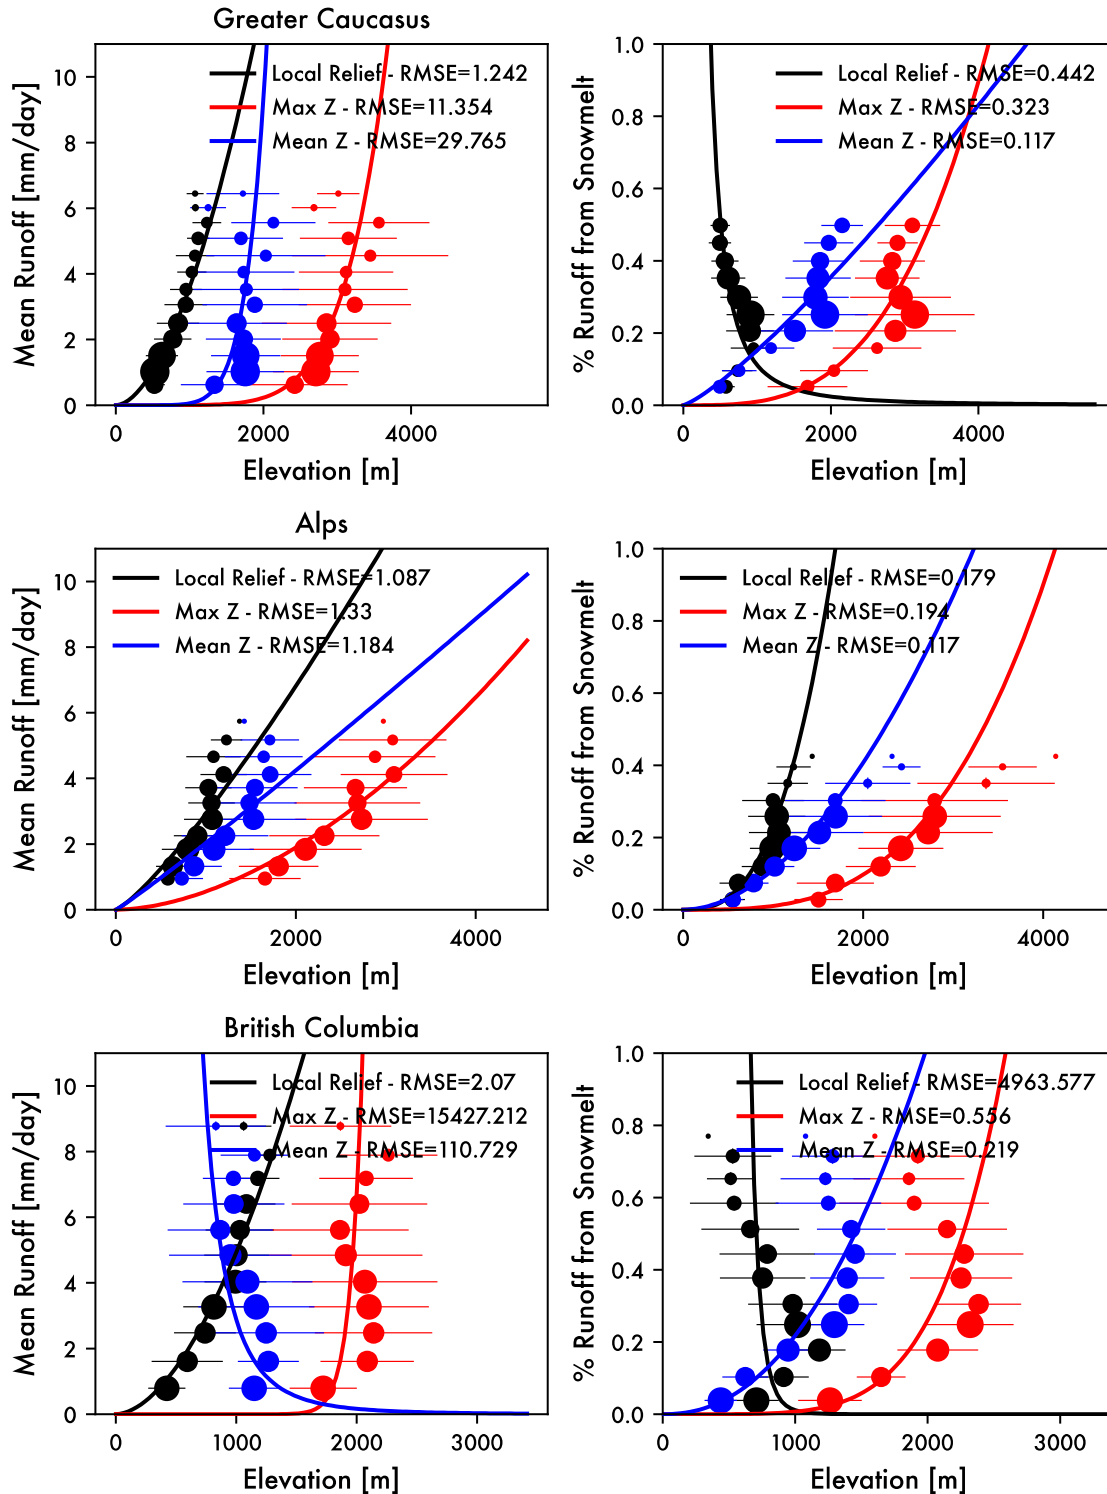 Greater Caucasus
Mean Runoff [mm/day]
10
8
6
4
2
0
Local Relief - RMSE=1.242
Max Z - RMSE=11.354
Mean Z - RMSE=29.765
0 2000 4000
Elevation [m]
% Runoff from Snowmelt
1.0
0.8
0.6
0.4
0.2
0.0
Local Relief - RMSE=0.442
Max Z - RMSE=0.323
Mean Z - RMSE=0.117
0 2000 4000
Elevation [m]
Alps
Mean Runoff [mm/day]
10
8
6
4
2
0
Local Relief - RMSE=1.087
Max Z - RMSE=1.33
Mean Z - RMSE=1.184
0 2000 4000
Elevation [m]
% Runoff from Snowmelt
1.0
0.8
0.6
0.4
0.2
0.0
Local Relief - RMSE=0.179
Max Z - RMSE=0.194
Mean Z - RMSE=0.117
0 2000 4000
Elevation [m]
British Columbia
Mean Runoff [mm/day]
10
8
6
4
2
0
Local Relief - RMSE=2.07
Max Z - RMSE=15427.212
Mean Z - RMSE=110.729
0 1000 2000 3000
Elevation [m]
% Runoff from Snowmelt
1.0
0.8
0.6
0.4
0.2
0.0
Local Relief - RMSE=4963.577
Max Z - RMSE=0.556
Mean Z - RMSE=0.219
0 1000 2000 3000
Elevation [m]